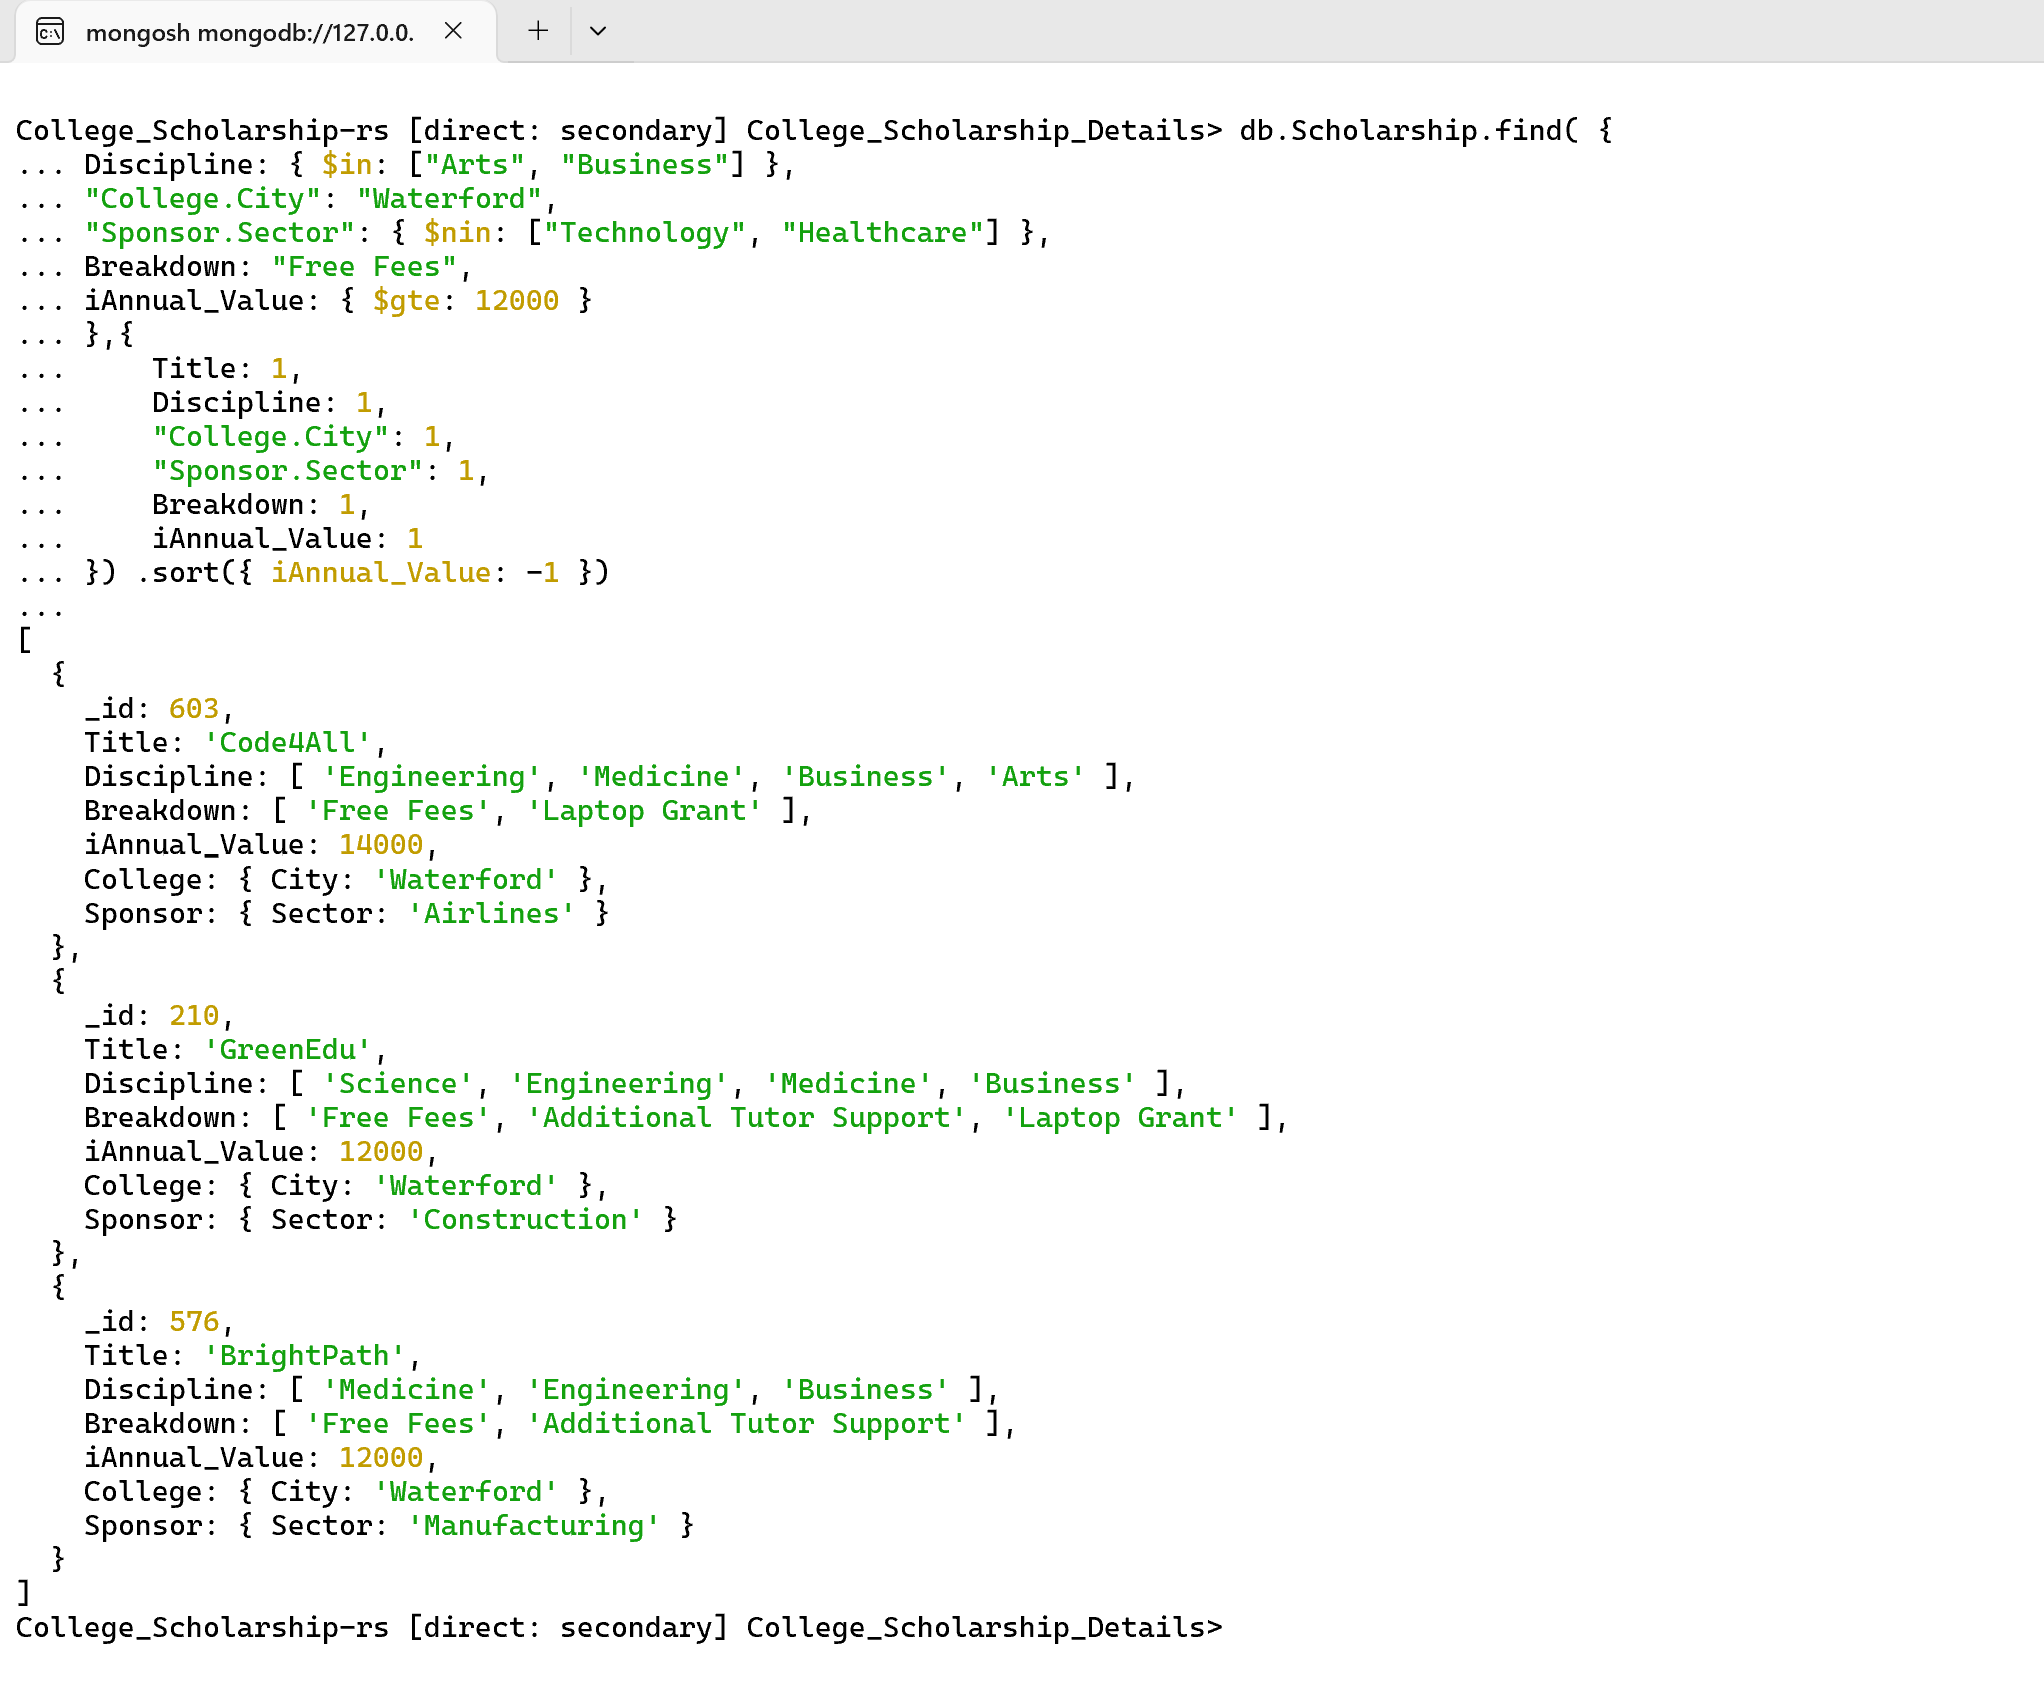 mongosh mongodb://127.0.0.
College_Scholarship-rs [direct: secondary] College_Scholarship_Details> db.Scholarship.find( {
... Discipline: { $in: ["Arts", "Business"] },
... "College.City": "Waterford",
... "Sponsor.Sector": { $nin: ["Technology", "Healthcare"] },
... Breakdown: "Free Fees",
... iAnnual_Value: { $gte: 12000 }
... },{
...     Title: 1,
...     Discipline: 1,
...     "College.City": 1,
...     "Sponsor.Sector": 1,
...     Breakdown: 1,
...     iAnnual_Value: 1
... }) .sort({ iAnnual_Value: -1 })
...
[
  {
    _id: 603,
    Title: 'Code4All',
    Discipline: [ 'Engineering', 'Medicine', 'Business', 'Arts' ],
    Breakdown: [ 'Free Fees', 'Laptop Grant' ],
    iAnnual_Value: 14000,
    College: { City: 'Waterford' },
    Sponsor: { Sector: 'Airlines' }
  },
  {
    _id: 210,
    Title: 'GreenEdu',
    Discipline: [ 'Science', 'Engineering', 'Medicine', 'Business' ],
    Breakdown: [ 'Free Fees', 'Additional Tutor Support', 'Laptop Grant' ],
    iAnnual_Value: 12000,
    College: { City: 'Waterford' },
    Sponsor: { Sector: 'Construction' }
  },
  {
    _id: 576,
    Title: 'BrightPath',
    Discipline: [ 'Medicine', 'Engineering', 'Business' ],
    Breakdown: [ 'Free Fees', 'Additional Tutor Support' ],
    iAnnual_Value: 12000,
    College: { City: 'Waterford' },
    Sponsor: { Sector: 'Manufacturing' }
  }
]
College_Scholarship-rs [direct: secondary] College_Scholarship_Details>